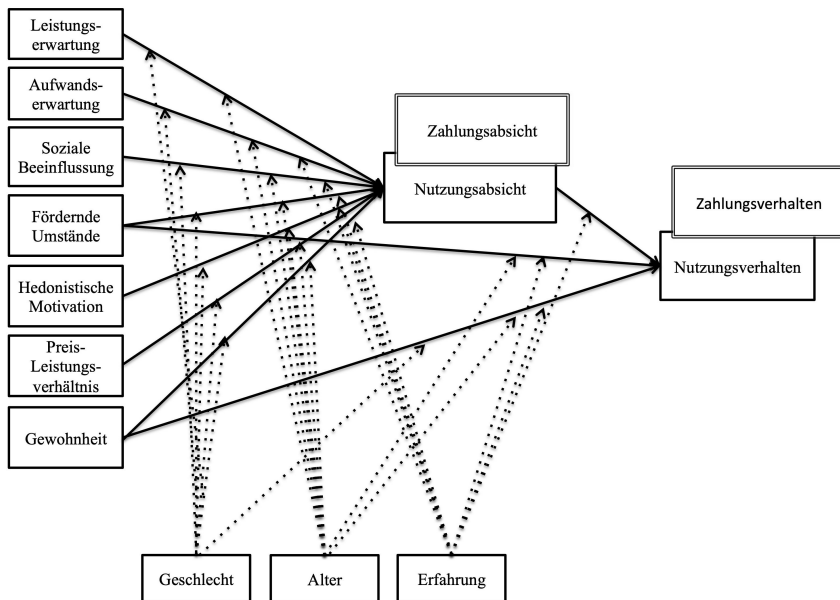 Leistungs-
erwartung
Aufwands-
erwartung
Soziale
Beeinflussung
Fördernde
Umstände
Hedonistische
Motivation
Preis-
Leistungs-
verhältnis
Gewohnheit
Zahlungsabsicht
Nutzungsabsicht
Zahlungsverhalten
Nutzungsverhalten
Geschlecht
Alter
Erfahrung